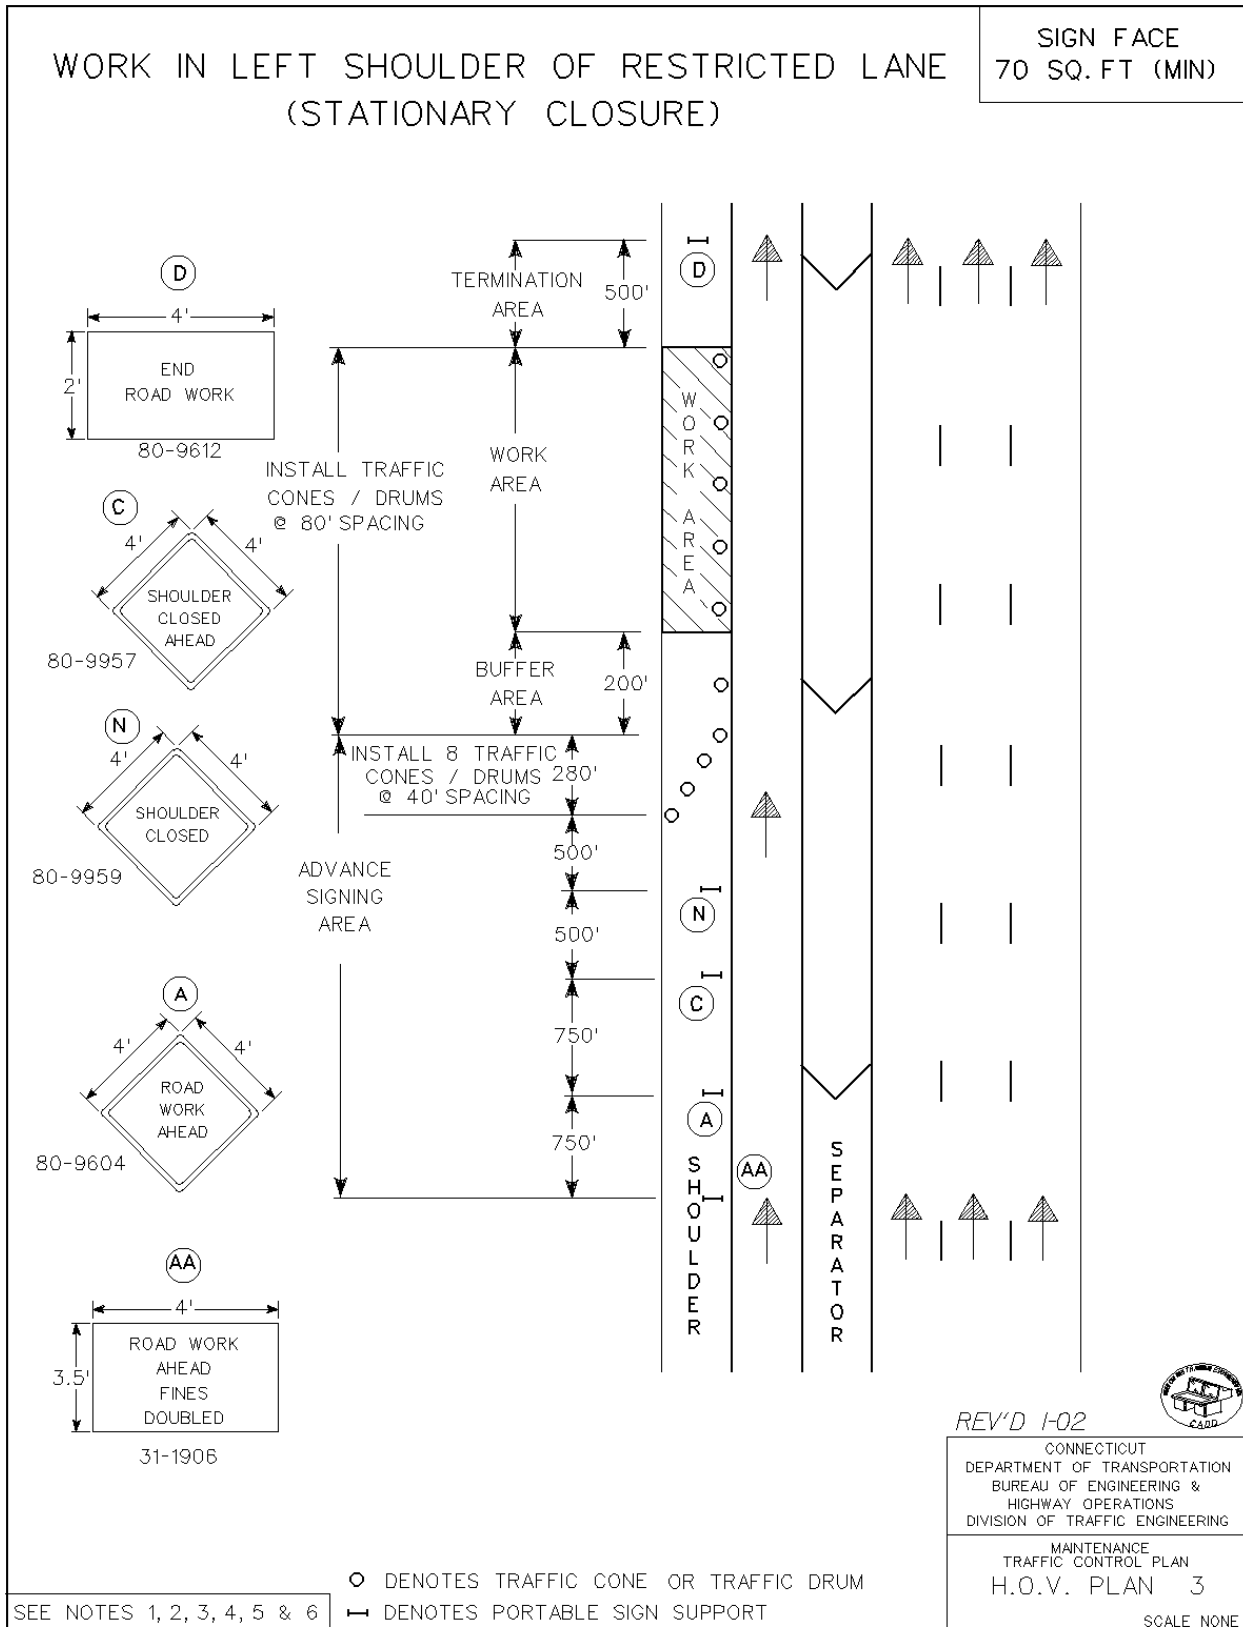 WORK IN LEFT SHOULDER OF RESTRICTED LANE
(STATIONARY CLOSURE)
SIGN FACE
70 SQ.FT (MIN)
D
4'
2'
END
ROAD WORK
80-9612
C
4'
4'
SHOULDER
CLOSED
AHEAD
80-9957
N
4'
4'
SHOULDER
CLOSED
80-9959
A
4'
4'
ROAD
WORK
AHEAD
80-9604
AA
4'
3.5'
ROAD WORK
AHEAD
FINES
DOUBLED
31-1906
TERMINATION
AREA
500'
INSTALL TRAFFIC
CONES / DRUMS
@ 80' SPACING
WORK
AREA
BUFFER
AREA
200'
INSTALL 8 TRAFFIC
CONES / DRUMS
@ 40' SPACING
280'
ADVANCE
SIGNING
AREA
500'
500'
750'
750'
D
WORK AREA
N
C
A
AA
SHOULDER
SEPARATOR
REV'D 1-02
CADD
CONNECTICUT
DEPARTMENT OF TRANSPORTATION
BUREAU OF ENGINEERING &
HIGHWAY OPERATIONS
DIVISION OF TRAFFIC ENGINEERING
MAINTENANCE
TRAFFIC CONTROL PLAN
H.O.V. PLAN 3
SCALE NONE
DENOTES TRAFFIC CONE OR TRAFFIC DRUM
DENOTES PORTABLE SIGN SUPPORT
SEE NOTES 1, 2, 3, 4, 5 & 6